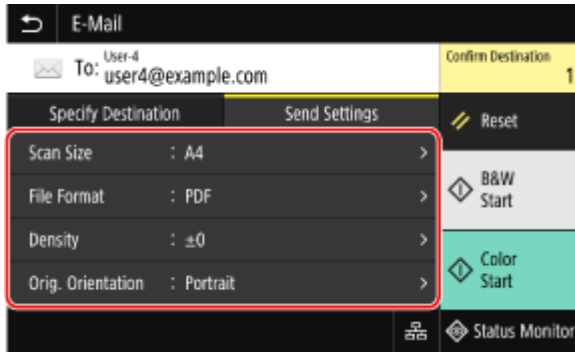 E-Mail
To: User-4
user4@example.com
Confirm Destination
1
Specify Destination
Send Settings
Reset
Scan Size : A4
File Format : PDF
Density : ±0
Orig. Orientation : Portrait
B&W
Start
Color
Start
Status Monitor